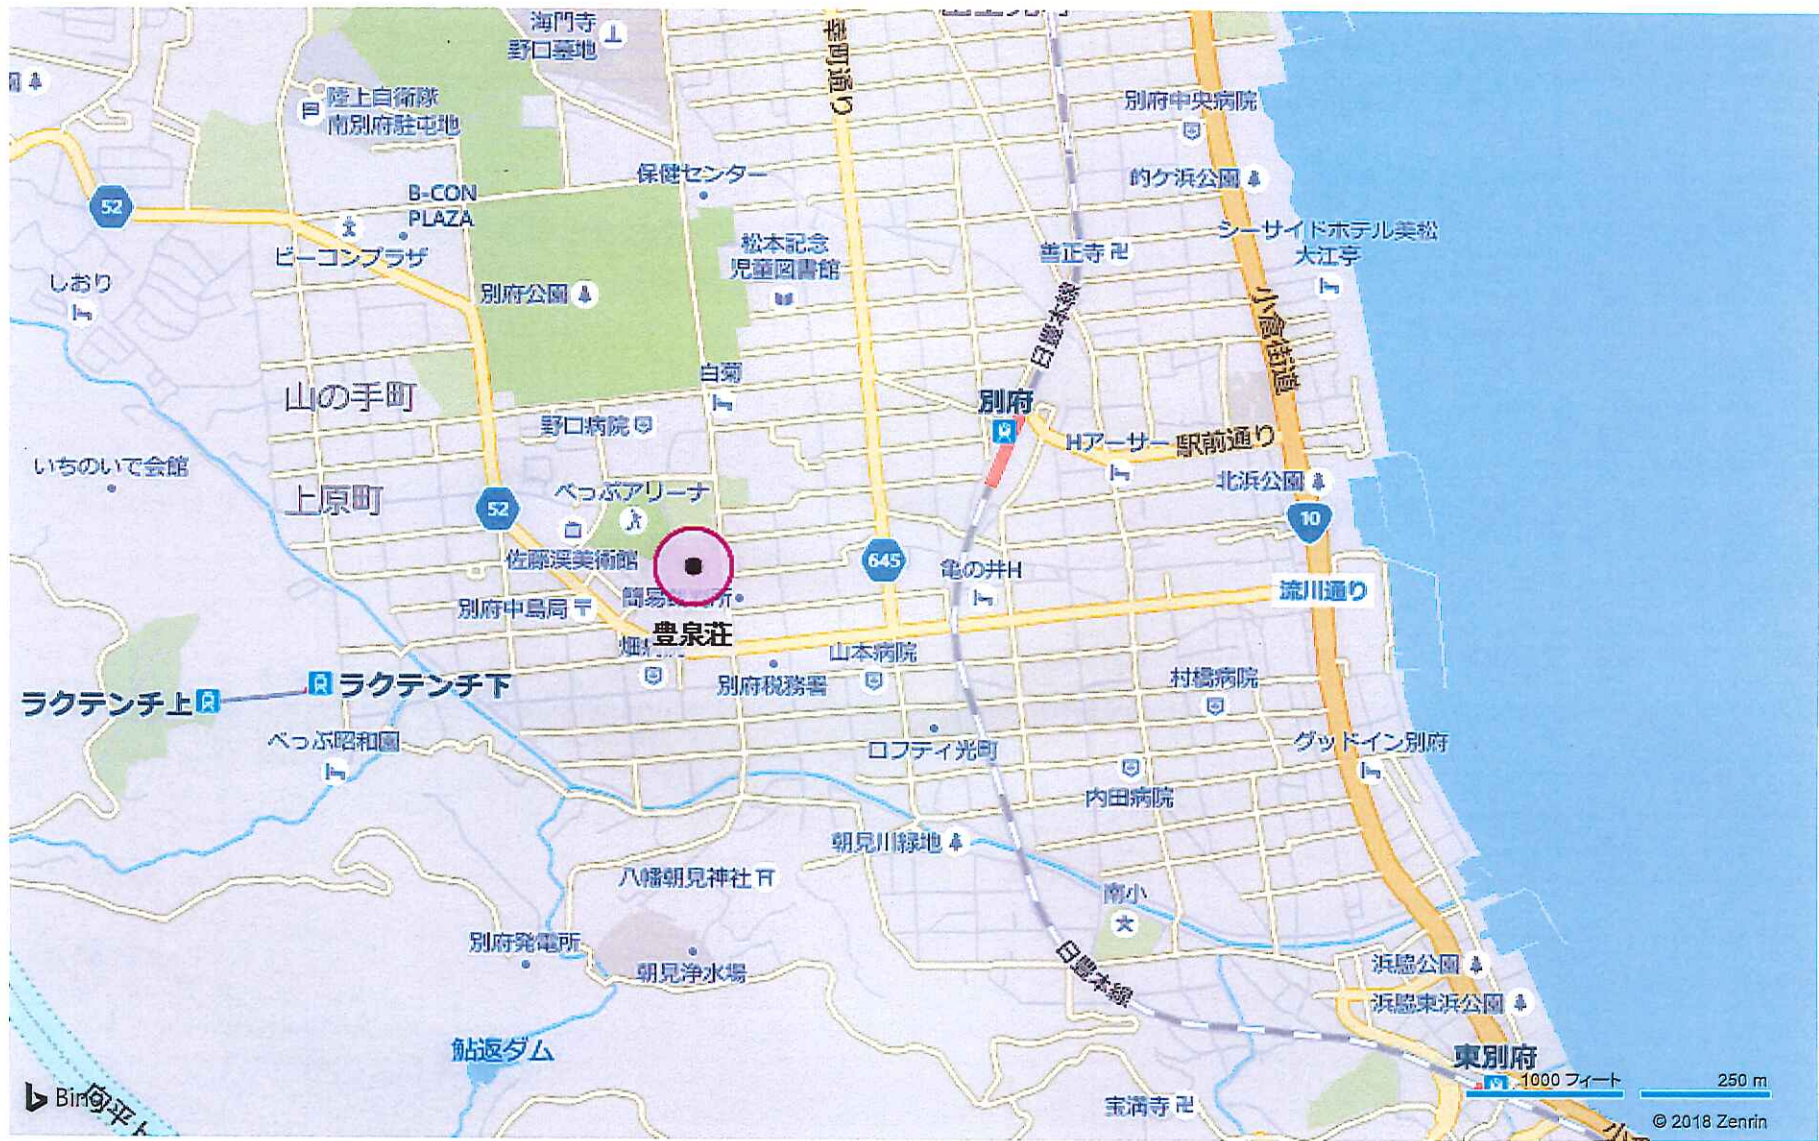 海門寺
野口墓地
幸町通り
陸上自衛隊
南別府駐屯地
別府中央病院
保健センター
的ケ浜公園
52
B-CON
PLAZA
ビーコンプラザ
松本記念
児童図書館
善正寺
シーサイドホテル美松
大江亭
しおり
別府公園
日豊本線
小倉街道
山の手町
白菊
別府
野口病院
Hアーサー
駅前通り
いちのいで会館
上原町
べっぷアリーナ
北浜公園
52
10
佐藤渓美術館
645
亀の井H
流川通り
別府中島局
豊泉荘
山本病院
別府税務署
村橋病院
ラクテンチ上
ラクテンチ下
べっぷ昭和園
ロフティ光町
グッドイン別府
内田病院
朝見川緑地
八幡朝見神社
南小
別府発電所
朝見浄水場
日豊本線
浜脇公園
浜脇東浜公園
鮎返ダム
東別府
1000 フィート
250 m
Bing
宝満寺
© 2018 Zenrin